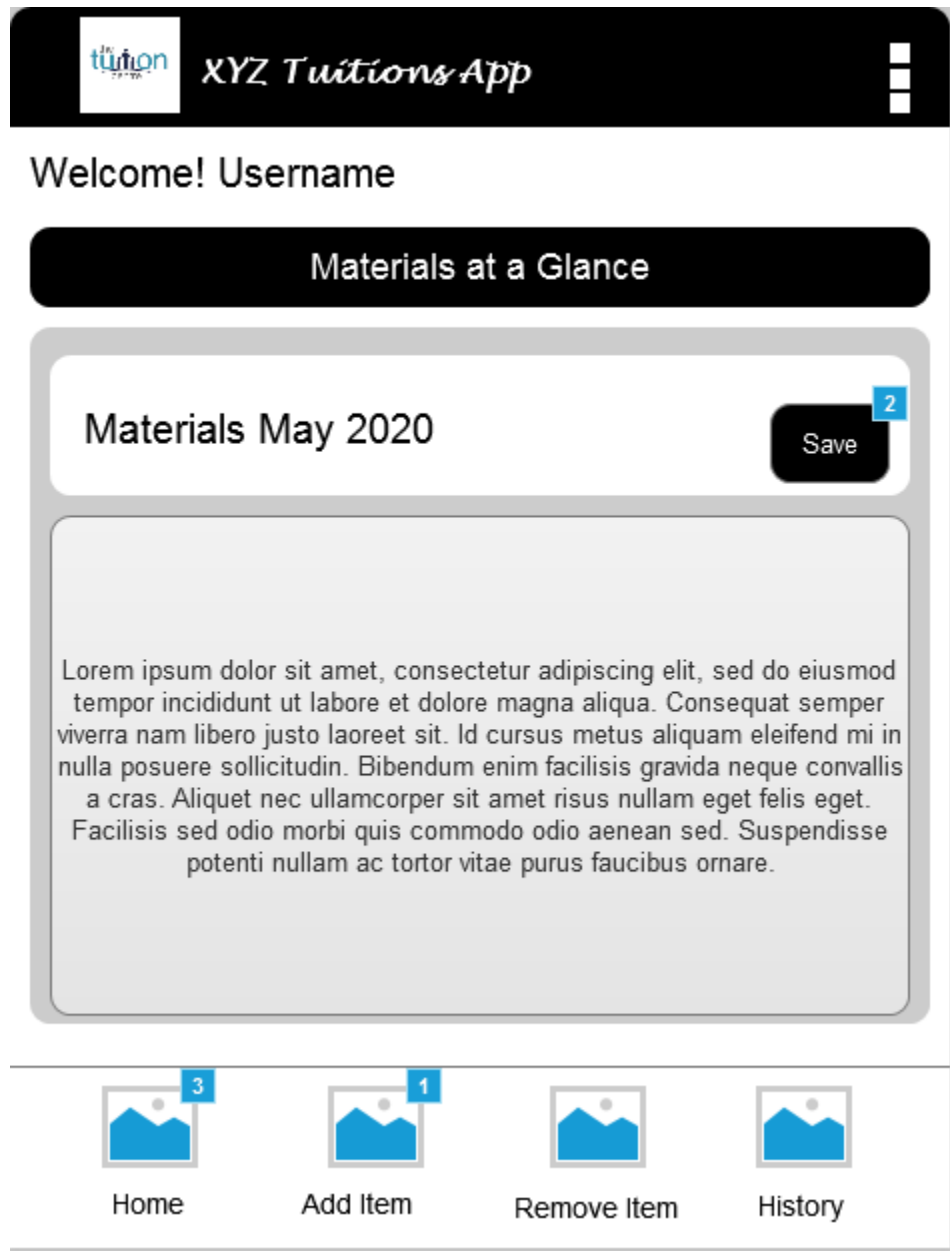 the
tuition
centre
XYZ Tuitions App
Welcome! Username
Materials at a Glance
Materials May 2020
2
Save
Lorem ipsum dolor sit amet, consectetur adipiscing elit, sed do eiusmod
tempor incididunt ut labore et dolore magna aliqua. Consequat semper
viverra nam libero justo laoreet sit. Id cursus metus aliquam eleifend mi in
nulla posuere sollicitudin. Bibendum enim facilisis gravida neque convallis
a cras. Aliquet nec ullamcorper sit amet risus nullam eget felis eget.
Facilisis sed odio morbi quis commodo odio aenean sed. Suspendisse
potenti nullam ac tortor vitae purus faucibus ornare.
3
1
Home
Add Item
Remove Item
History